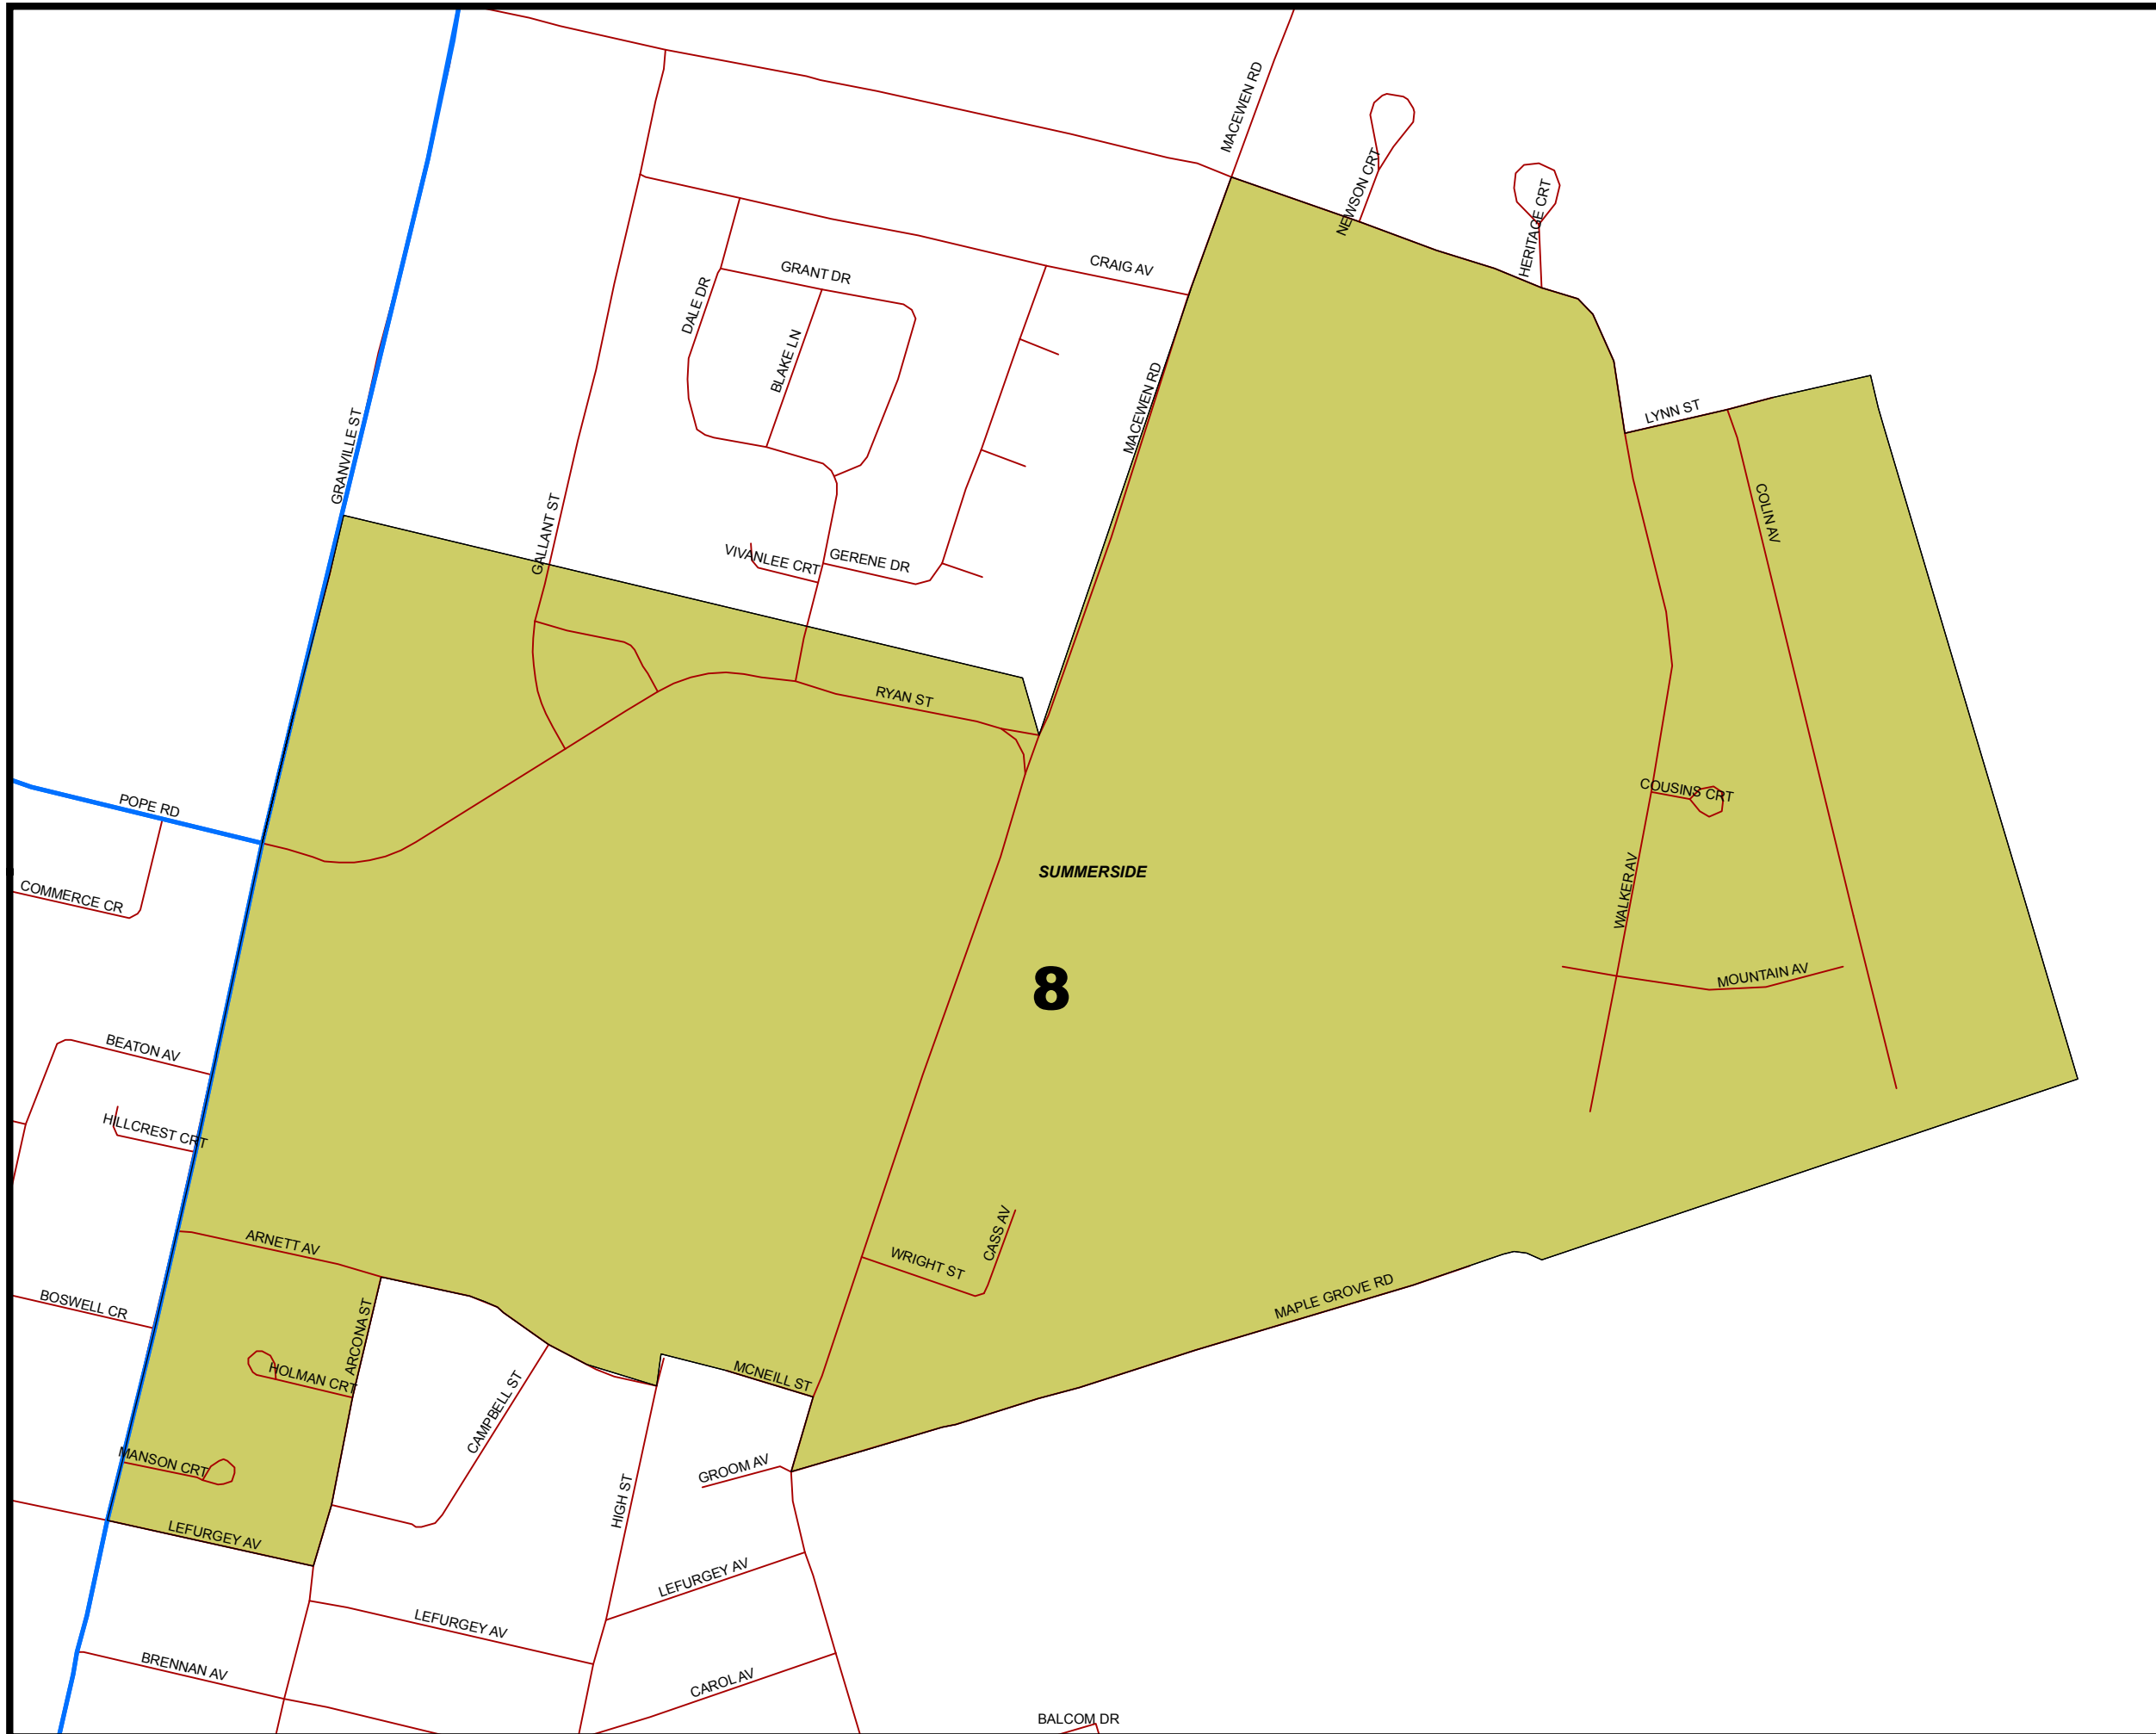 MACEWEN RD
NEWSON CRT
HERITAGE CRT
CRAIG AV
GRANT DR
DALE DR
BLAKE LN
MACEWEN RD
GRANVILLE ST
LYNN ST
COLIN AV
GALLANT ST
VIVANLEE CRT
GERENE DR
RYAN ST
POPE RD
COUSINS CRT
SUMMERSIDE
COMMERCE CR
WALKER AV
8
MOUNTAIN AV
BEATON AV
HILLCREST CRT
ARNETT AV
WRIGHT ST
CASS AV
MAPLE GROVE RD
BOSWELL CR
ARCONA ST
HOLMAN CRT
MCNEILL ST
CAMPBELL ST
MANSON CRT
GROOM AV
HIGH ST
LEFURGEY AV
LEFURGEY AV
LEFURGEY AV
BRENNAN AV
CAROL AV
BALCOM DR